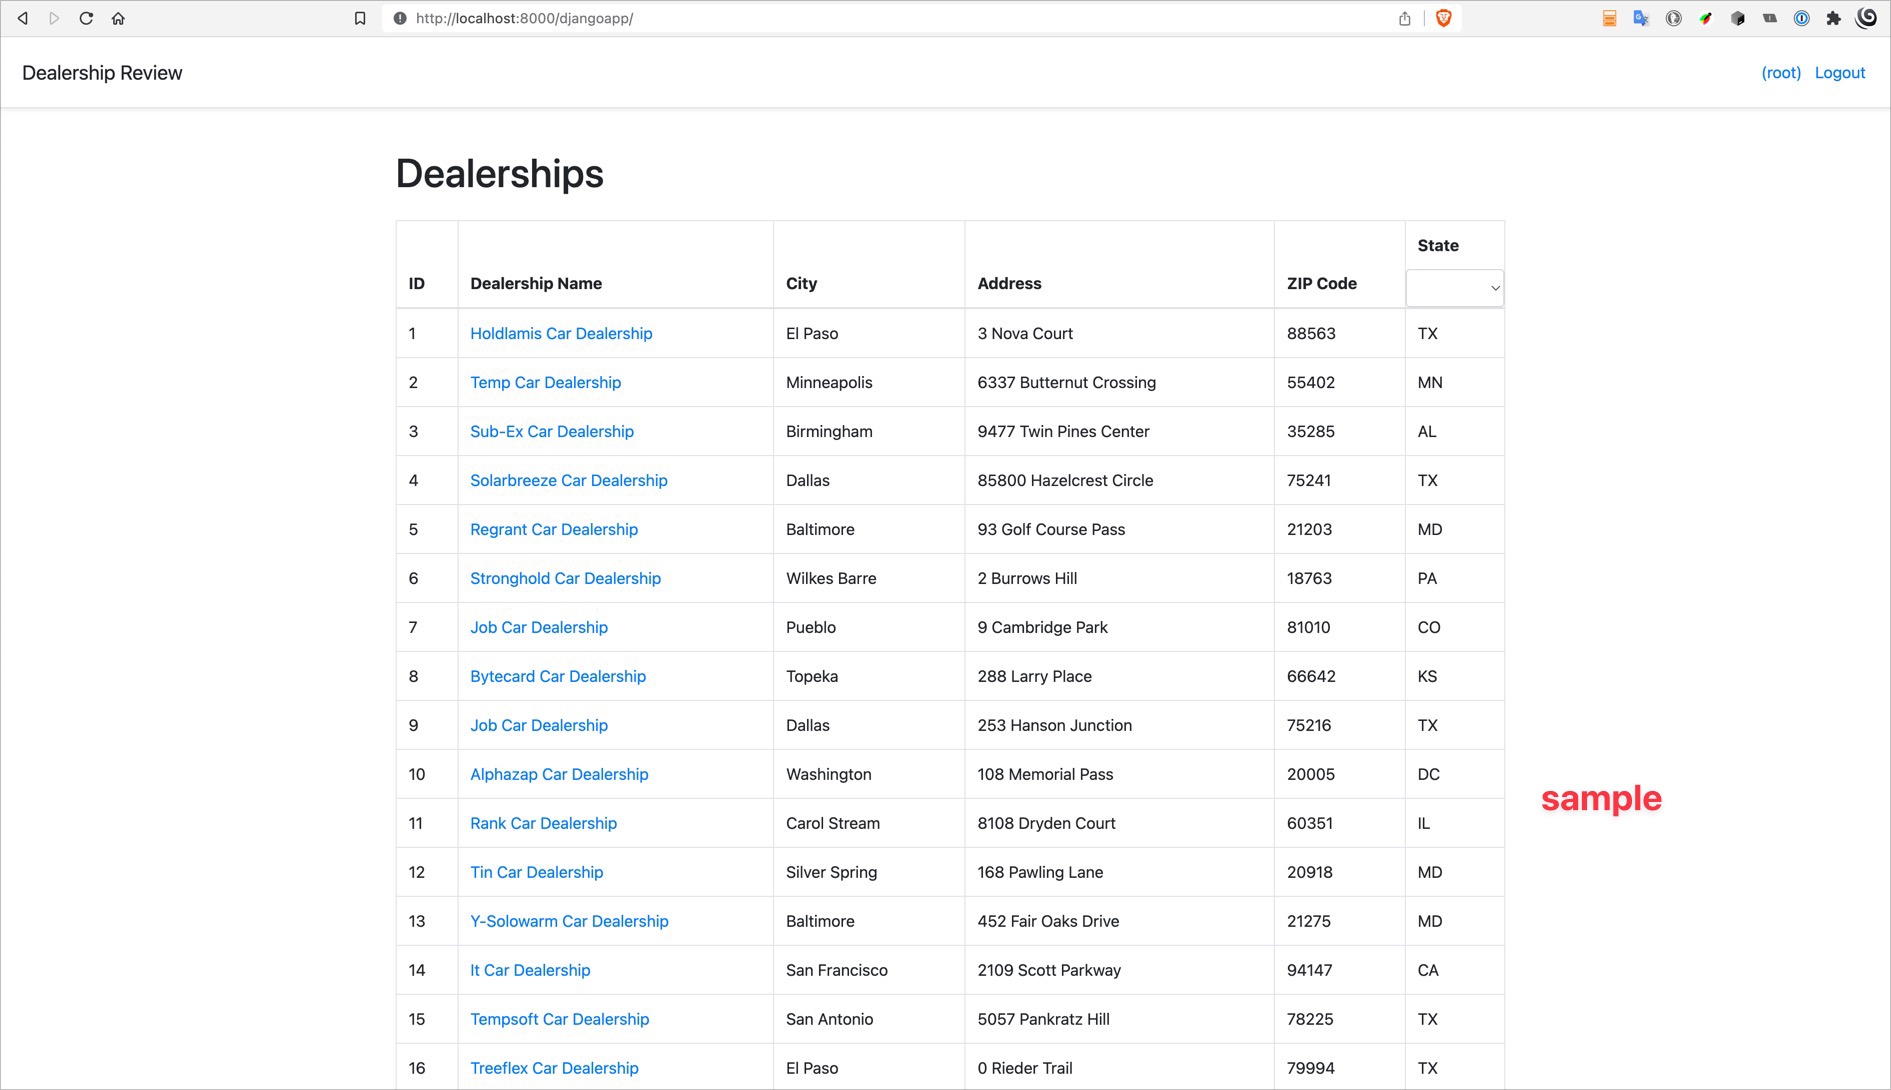 http://localhost:8000/djangoapp/
Dealership Review (root) Logout
Dealerships
ID Dealership Name City Address ZIP Code State
1 Holdlamis Car Dealership El Paso 3 Nova Court 88563 TX
2 Temp Car Dealership Minneapolis 6337 Butternut Crossing 55402 MN
3 Sub-Ex Car Dealership Birmingham 9477 Twin Pines Center 35285 AL
4 Solarbreeze Car Dealership Dallas 85800 Hazelcrest Circle 75241 TX
5 Regrant Car Dealership Baltimore 93 Golf Course Pass 21203 MD
6 Stronghold Car Dealership Wilkes Barre 2 Burrows Hill 18763 PA
7 Job Car Dealership Pueblo 9 Cambridge Park 81010 CO
8 Bytecard Car Dealership Topeka 288 Larry Place 66642 KS
9 Job Car Dealership Dallas 253 Hanson Junction 75216 TX
10 Alphazap Car Dealership Washington 108 Memorial Pass 20005 DC
sample
11 Rank Car Dealership Carol Stream 8108 Dryden Court 60351 IL
12 Tin Car Dealership Silver Spring 168 Pawling Lane 20918 MD
13 Y-Solowarm Car Dealership Baltimore 452 Fair Oaks Drive 21275 MD
14 It Car Dealership San Francisco 2109 Scott Parkway 94147 CA
15 Tempsoft Car Dealership San Antonio 5057 Pankratz Hill 78225 TX
16 Treeflex Car Dealership El Paso 0 Rieder Trail 79994 TX